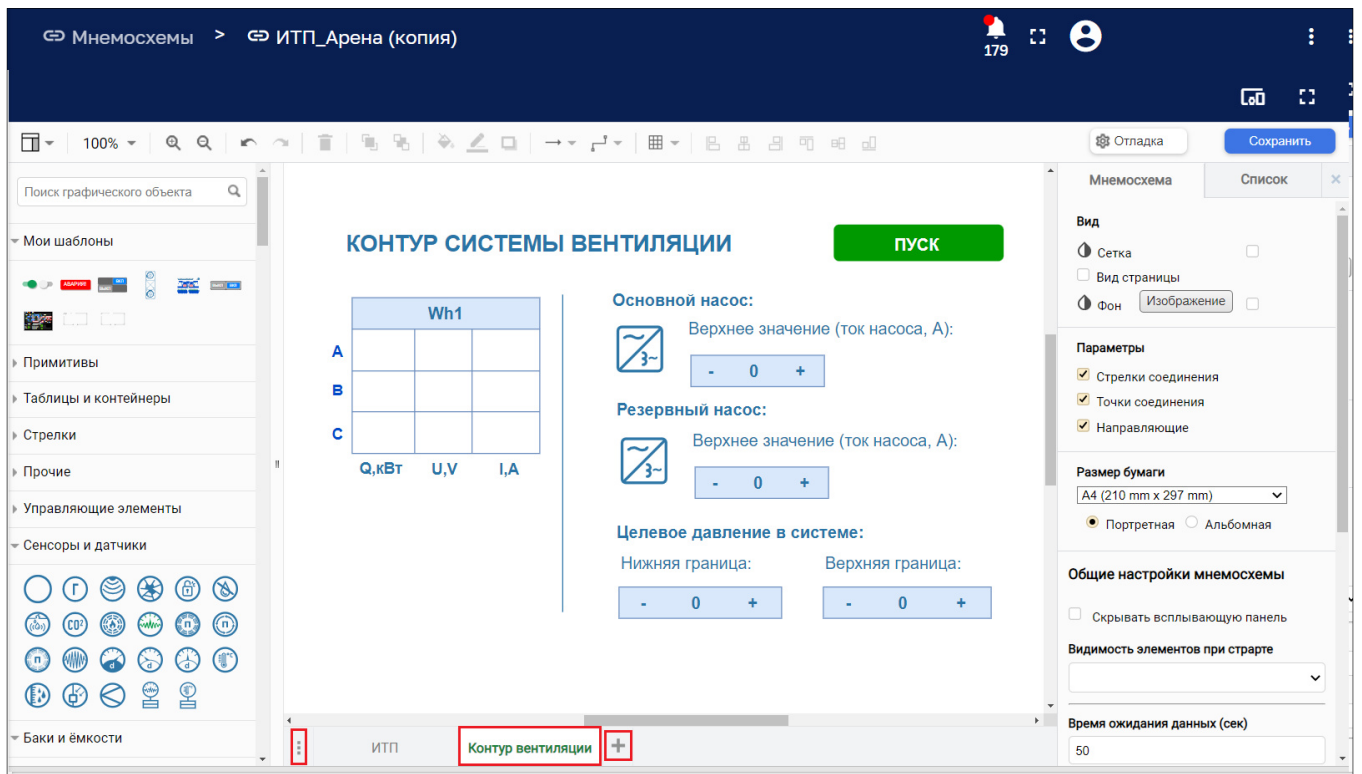 Мнемосхемы > ИТП_Арена (копия)
179
100%
Отладка
Сохранить
Поиск графического объекта
Мои шаблоны
АВАРИЯ
Примитивы
Таблицы и контейнеры
Стрелки
Прочие
Управляющие элементы
Сенсоры и датчики
Баки и ёмкости
КОНТУР СИСТЕМЫ ВЕНТИЛЯЦИИ
ПУСК
Wh1
A
B
C
Q,кВт U,V I,A
Основной насос:
Верхнее значение (ток насоса, А):
- 0 +
Резервный насос:
Верхнее значение (ток насоса, А):
- 0 +
Целевое давление в системе:
Нижняя граница: Верхняя граница:
- 0 + - 0 +
ИТП Контур вентиляции +
Мнемосхема Список ×
Вид
Сетка
Вид страницы
Фон Изображение
Параметры
Стрелки соединения
Точки соединения
Направляющие
Размер бумаги
A4 (210 mm x 297 mm)
Портретная Альбомная
Общие настройки мнемосхемы
Скрывать всплывающую панель
Видимость элементов при страрте
Время ожидания данных (сек)
50